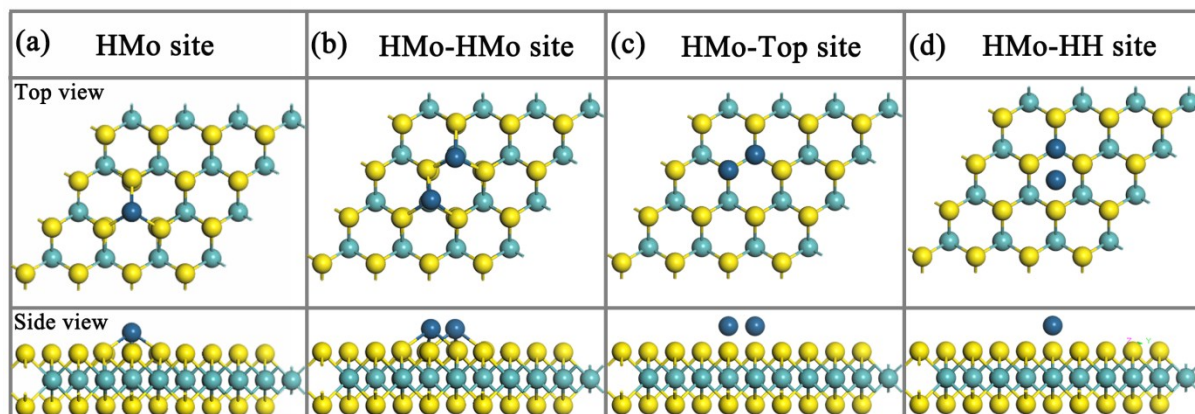 (a) HMo site
(b) HMo-HMo site
(c) HMo-Top site
(d) HMo-HH site
Top view
Side view
Z Y